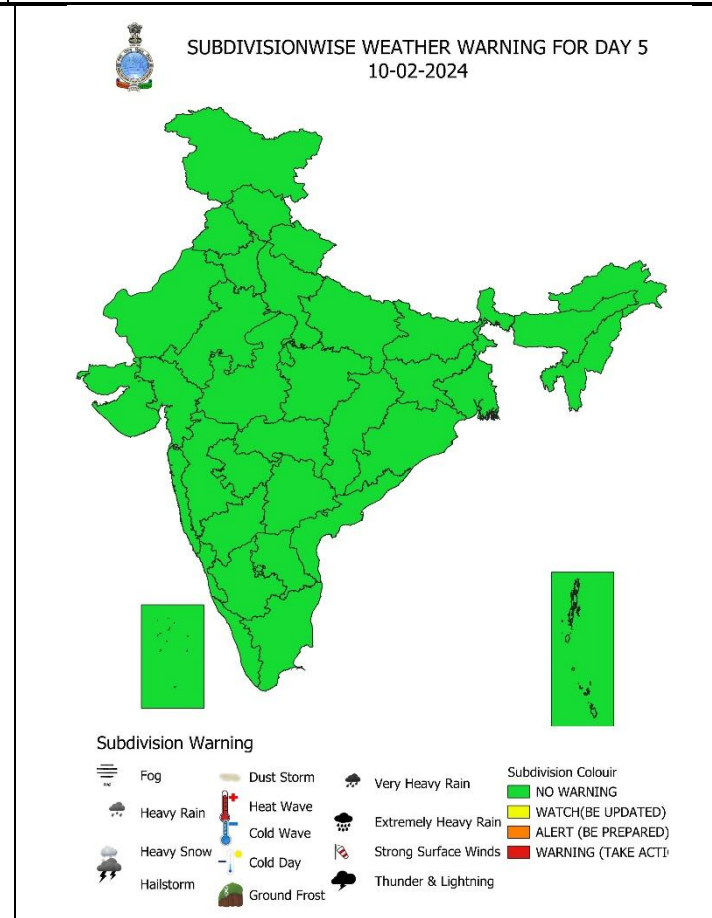 SUBDIVISIONWISE WEATHER WARNING FOR DAY 5
10-02-2024
Subdivision Warning
Fog
Heavy Rain
Heavy Snow
Hailstorm
Dust Storm
Heat Wave
Cold Wave
Cold Day
Ground Frost
Very Heavy Rain
Extremely Heavy Rain
Strong Surface Winds
Thunder & Lightning
Subdivision Colouir
NO WARNING
WATCH(BE UPDATED)
ALERT (BE PREPARED)
WARNING (TAKE ACTI